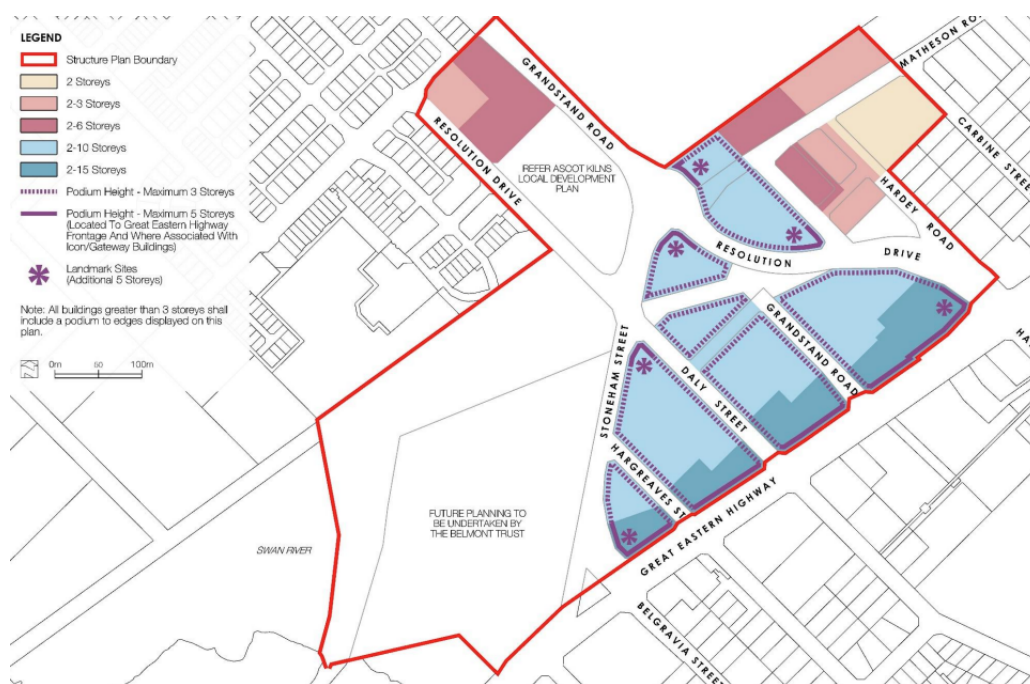 LEGEND
Structure Plan Boundary
2 Storeys
2-3 Storeys
2-6 Storeys
2-10 Storeys
2-15 Storeys
Podium Height - Maximum 3 Storeys
Podium Height - Maximum 5 Storeys
(Located To Great Eastern Highway
Frontage And Where Associated With
Icon/Gateway Buildings)
Landmark Sites
(Additional 5 Storeys)
Note: All buildings greater than 3 storeys shall
include a podium to edges displayed on this
plan.
0m 50 100m
GRANDSTAND ROAD
RESOLUTION DRIVE
REFER ASCOT KILNS
LOCAL DEVELOPMENT
PLAN
MATHESON RO
CARBINE STREE
HARDEY ROAD
RESOLUTION DRIVE
GRANDSTAND ROAD
STONEHAM STREET
DALY STREET
HARGREAVES ST
HA
GREAT EASTERN HIGHWAY
FUTURE PLANNING TO
BE UNDERTAKEN BY
THE BELMONT TRUST
SWAN RIVER
BELGRAVIA STREET